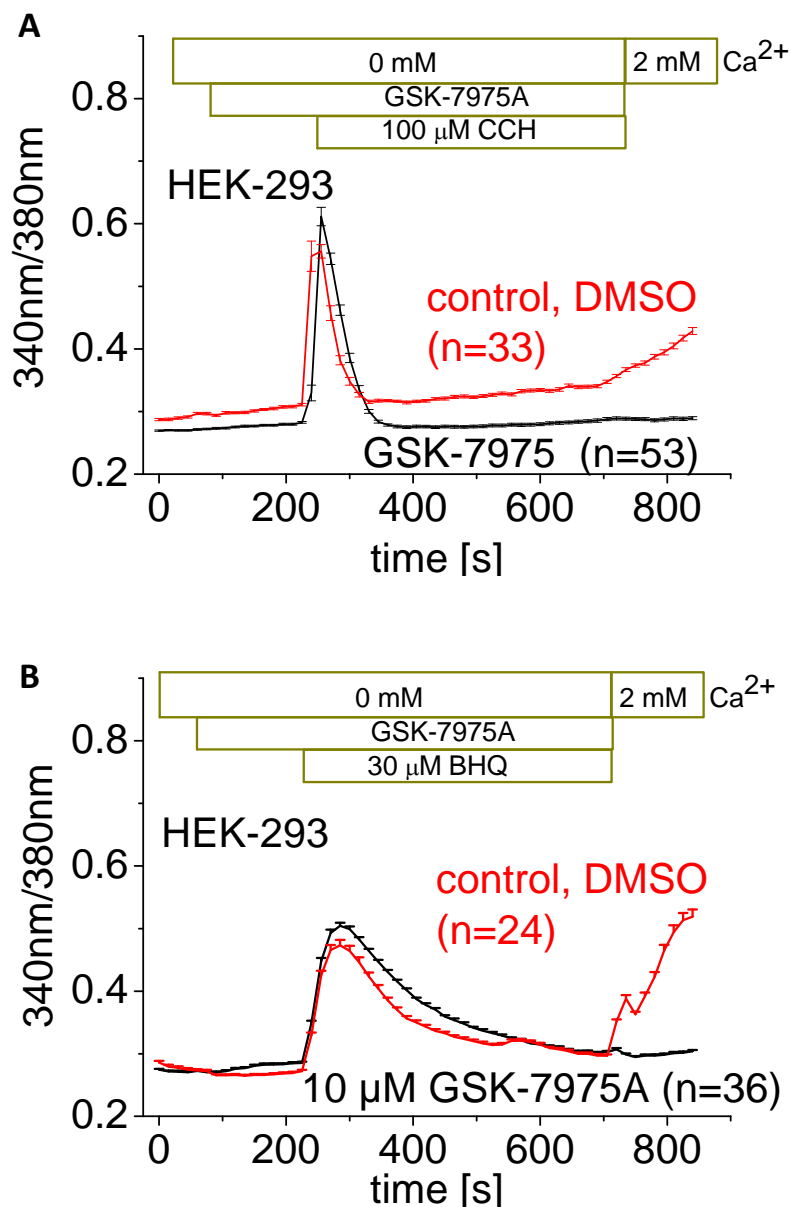 A
0 mM
2 mM
Ca2+
GSK-7975A
100 μM CCH
HEK-293
control, DMSO
(n=33)
GSK-7975 (n=53)
340nm/380nm
0.8
0.6
0.4
0.2
0
200
400
600
800
time [s]
B
0 mM
2 mM
Ca2+
GSK-7975A
30 μM BHQ
HEK-293
control, DMSO
(n=24)
10 μM GSK-7975A (n=36)
340nm/380nm
0.8
0.6
0.4
0.2
0
200
400
600
800
time [s]